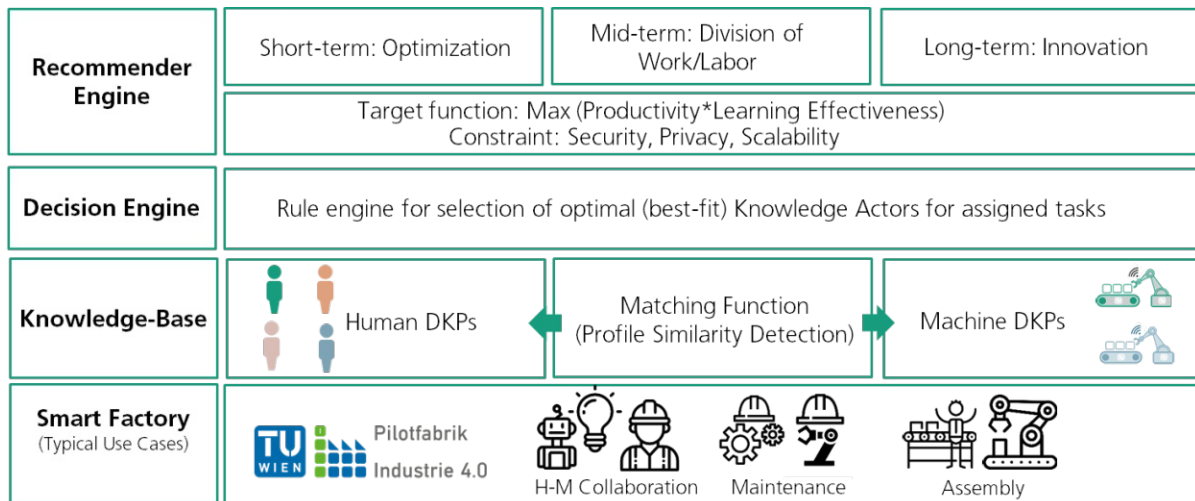 Recommender
Engine
Short-term: Optimization
Mid-term: Division of
Work/Labor
Long-term: Innovation
Target function: Max (Productivity*Learning Effectiveness)
Constraint: Security, Privacy, Scalability
Decision Engine
Rule engine for selection of optimal (best-fit) Knowledge Actors for assigned tasks
Knowledge-Base
Human DKPs
Matching Function
(Profile Similarity Detection)
Machine DKPs
Smart Factory
(Typical Use Cases)
TU
WIEN
Pilotfabrik
Industrie 4.0
H-M Collaboration
Maintenance
Assembly